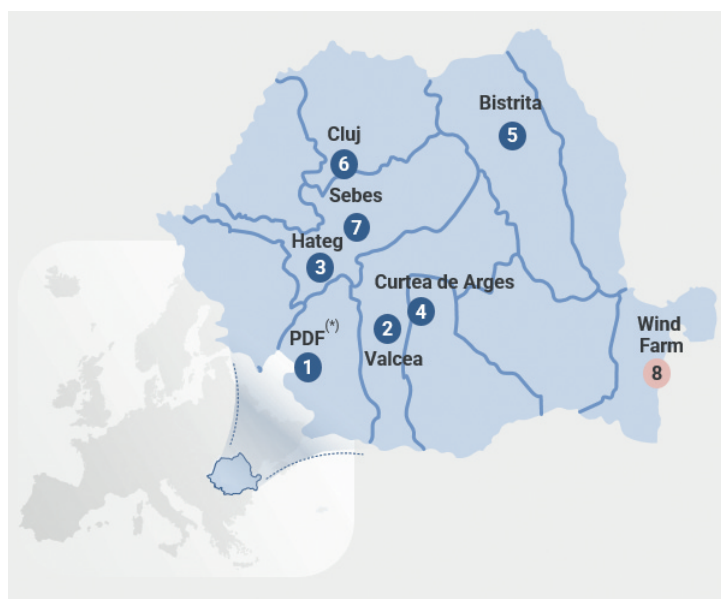 Bistrita
5
Cluj
6
Sebes
7
Hateg
3
Curtea de Arges
4
2
Valcea
PDF(*)
1
Wind
Farm
8